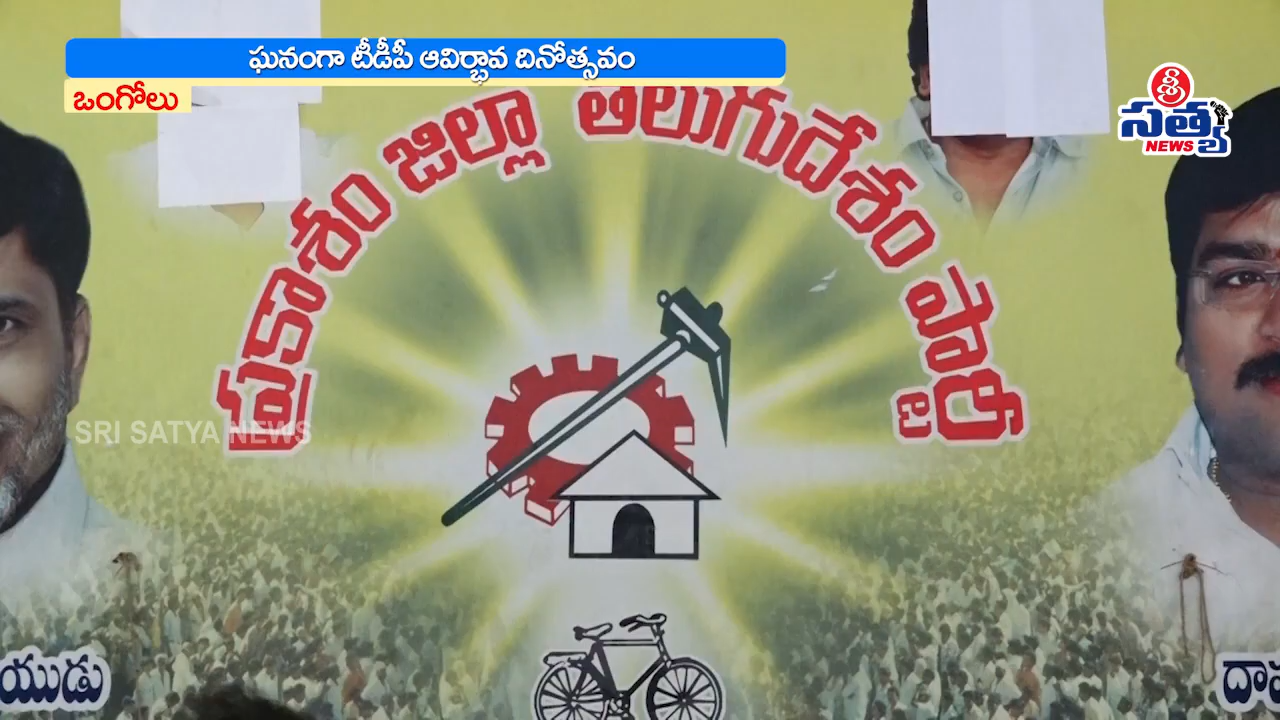 ఘనంగా టీడీపీ ఆవిర్భావ దినోత్సవం
ఒంగోలు
శ్రీ
సత్య
NEWS
ప్రకాశం జిల్లా తెలుగుదేశం పార్టీ
SRI SATYA NEWS
యుడు